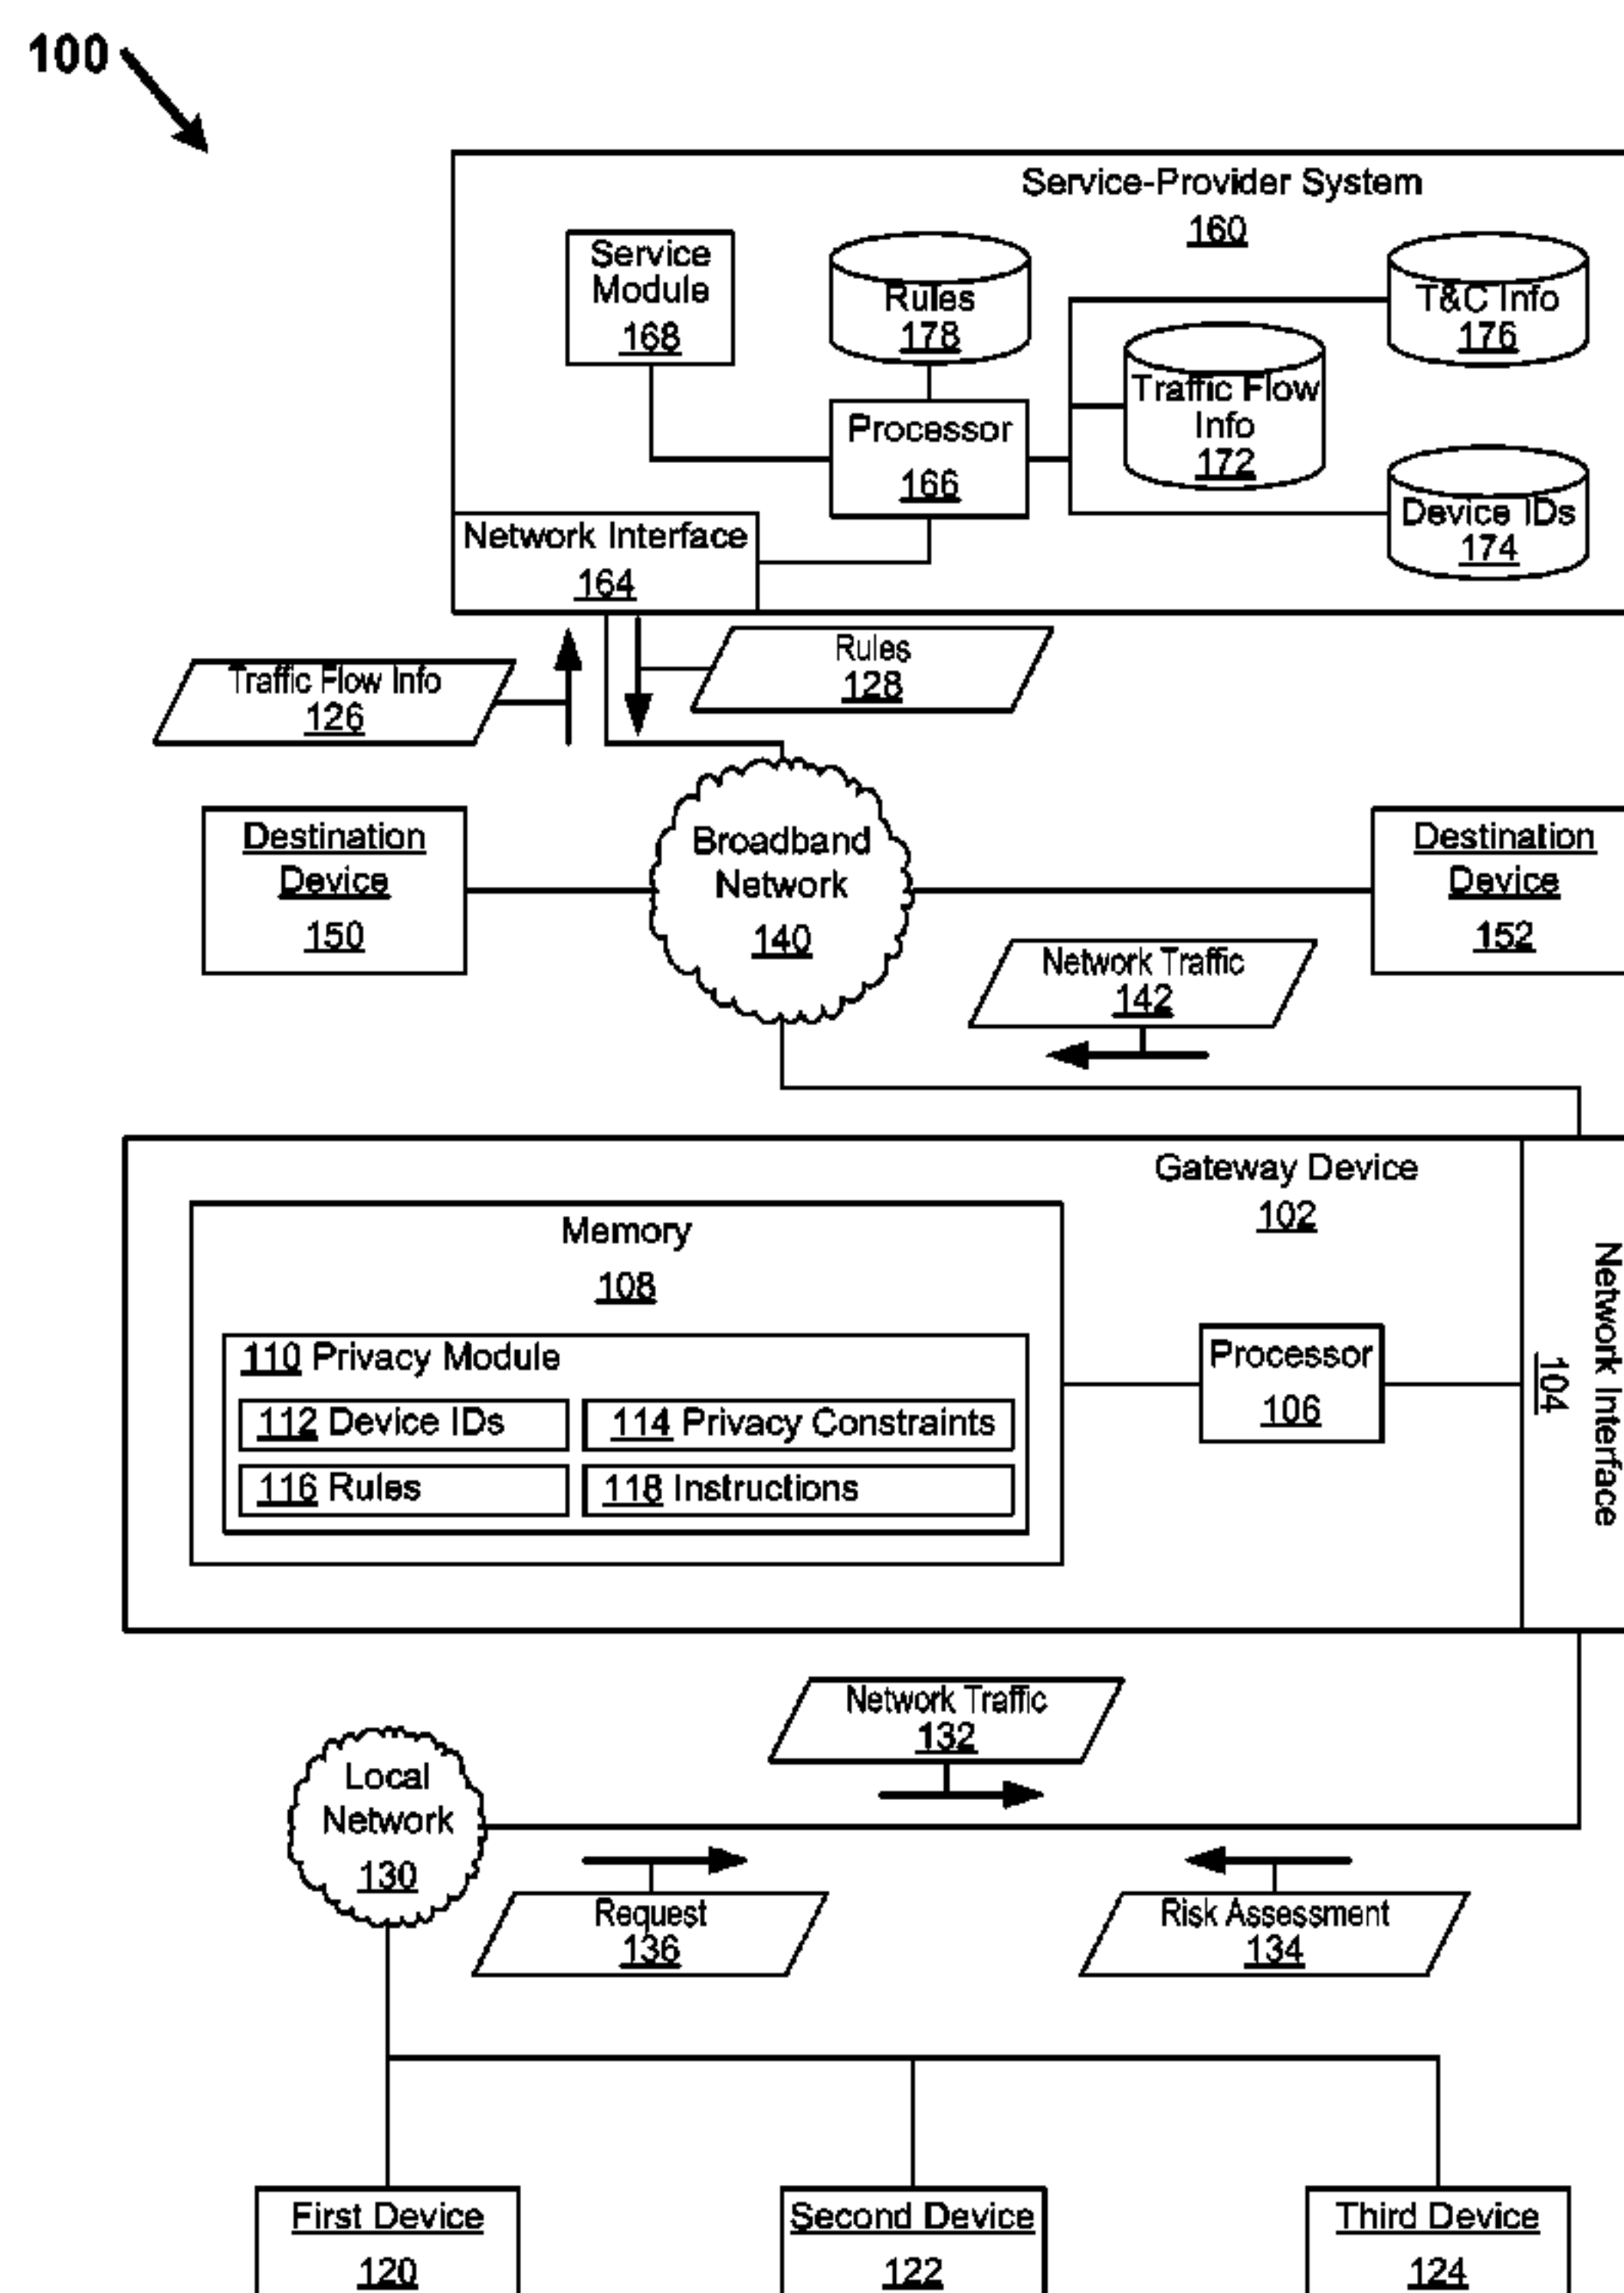 100
Service-Provider System
160
Service
Module
168
Rules
178
T&C Info
176
Traffic Flow
Info
172
Processor
166
Device IDs
174
Network Interface
164
Traffic Flow Info
126
Rules
128
Destination
Device
150
Broadband
Network
140
Destination
Device
152
Network Traffic
142
Gateway Device
102
Memory
108
110 Privacy Module
112 Device IDs
114 Privacy Constraints
116 Rules
118 Instructions
Processor
106
Network Interface
104
Network Traffic
132
Local
Network
130
Request
136
Risk Assessment
134
First Device
120
Second Device
122
Third Device
124